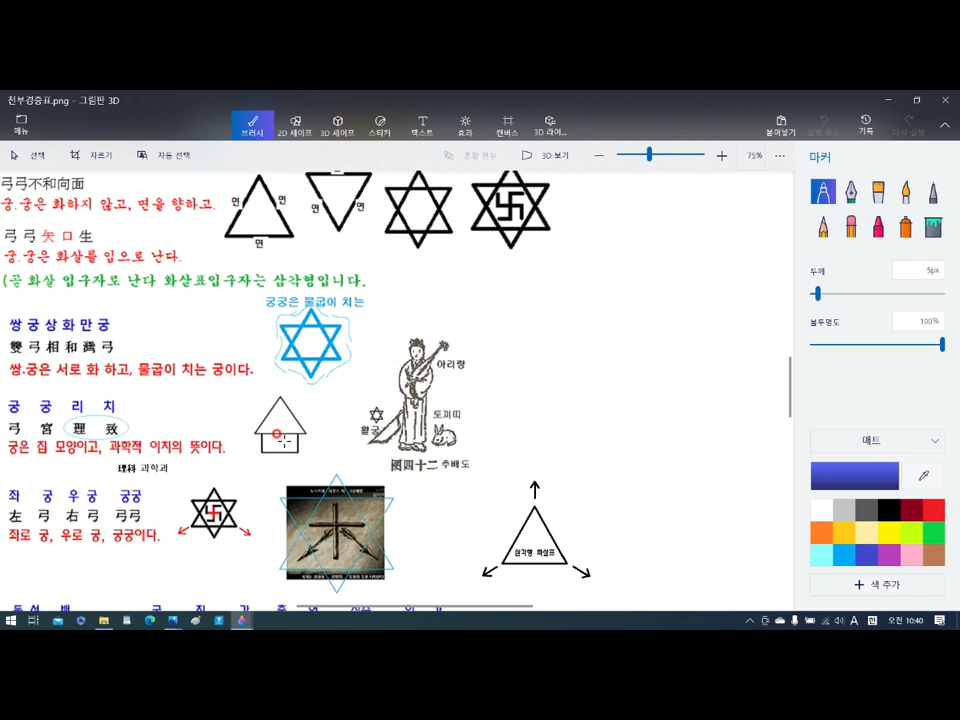 천부경증표.png - 그림판 3D
메뉴
브러시
2D 셰이프
3D 셰이프
스티커
텍스트
효과
캔버스
3D 라이...
붙여넣기
실행 취소
기록
다시 실행
선택
자르기
자동 선택
혼합 현실
3D 보기
75%
마커
두께
5px
불투명도
100%
매트
색 추가
弓弓不和向面
궁.궁은 화하지 않고, 면을 향하고.
면
면
면
면
면
弓 弓 矢 口 生
궁.궁은 화살를 입으로 난다.
(곧 화살 입구자로 난다 화살표입구자는 삼각형입니다.
궁궁은 물굽이 치는
쌍 궁 상 화 만 궁
雙 弓 相 和 灣 弓
쌍.궁은 서로 화 하고, 물굽이 치는 궁이다.
아리랑
토끼띠
활궁
圖四十二 추배도
궁 궁 리 치
弓 宮 理 致
궁은 집 모양이고, 과학적 이치의 뜻이다.
理科 과학과
좌 궁 우 궁 궁궁
左 弓 右 弓 弓弓
좌로 궁, 우로 궁, 궁궁이다.
삼각형 화살표
A
한
오전 10:40